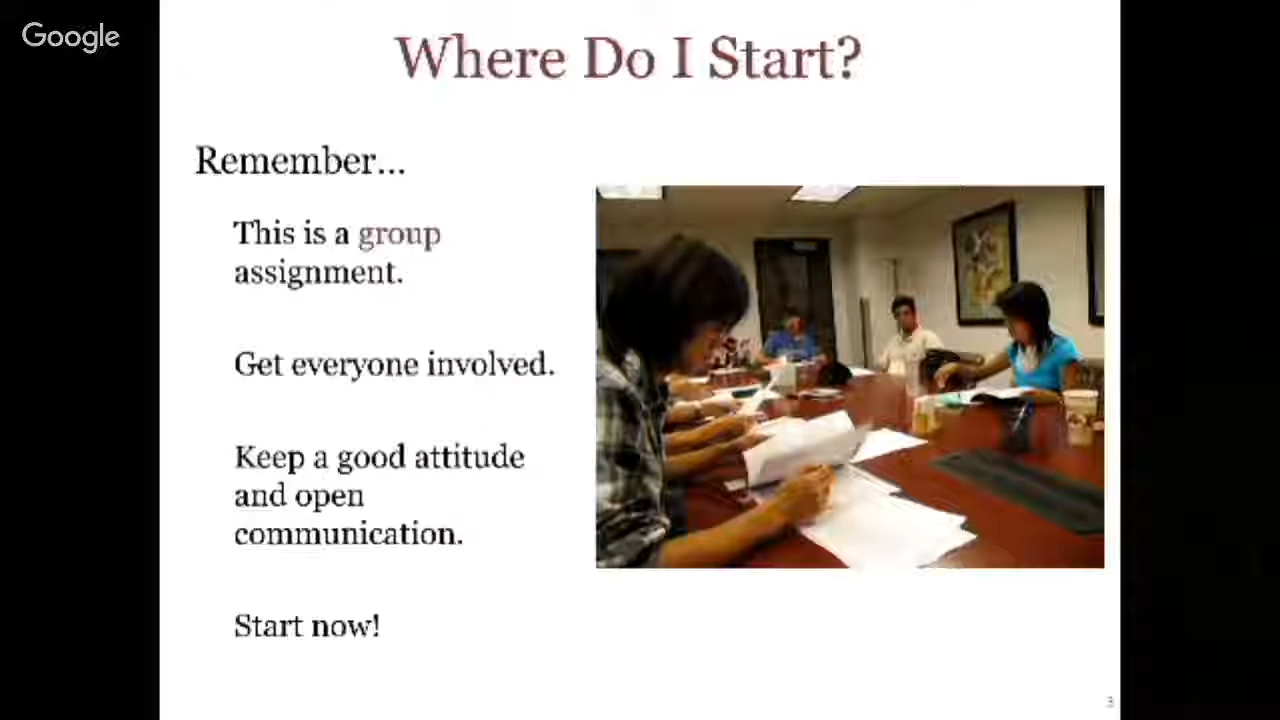 Google
Where Do I Start?
Remember...
This is a group
assignment.
Get everyone involved.
Keep a good attitude
and open
communication.
Start now!
3